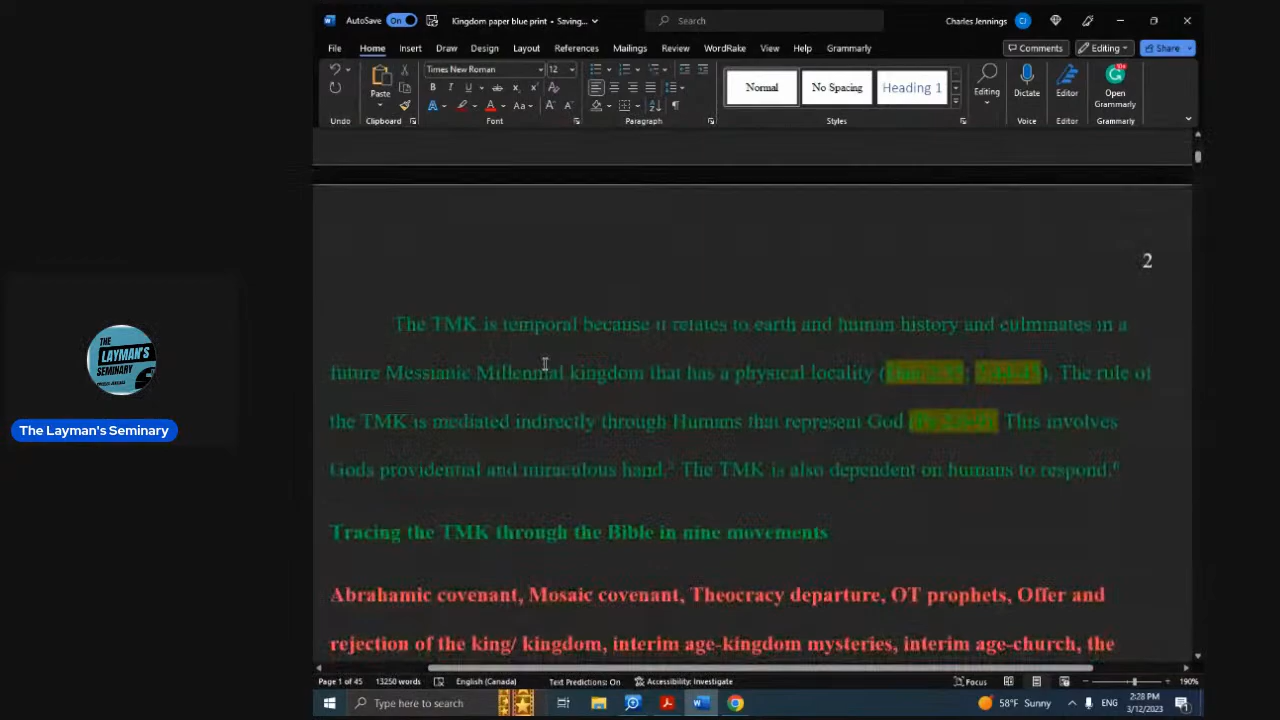 AutoSave On Kingdom paper blue print - Saving... Search Charles Jennings CJ
File Home Insert Draw Design Layout References Mailings Review WordRake View Help Grammarly Comments Editing Share
Times New Roman 12
Paste
Normal No Spacing Heading 1
Editing Dictate Editor Open Grammarly
Undo Clipboard Font Paragraph Styles Voice Editor Grammarly
2
The TMK is temporal because it relates to earth and human history and culminates in a
future Messianic Millennial kingdom that has a physical locality ( ; ). The rule of
the TMK is mediated indirectly through Humans that represent God
This involves
Gods providential and miraculous hand. The TMK is also dependent on humans to respond.
Tracing the TMK through the Bible in nine movements
Abrahamic covenant, Mosaic covenant, Theocracy departure, OT prophets, Offer and
rejection of the king/ kingdom, interim age-kingdom mysteries, interim age-church, the
THE
LAYMAN'S
SEMINARY
The Layman's Seminary
Page 1 of 45 13250 words English (Canada) Text Predictions: On Accessibility: Investigate Focus 190%
Type here to search 58°F Sunny ENG 2:28 PM
3/12/2023